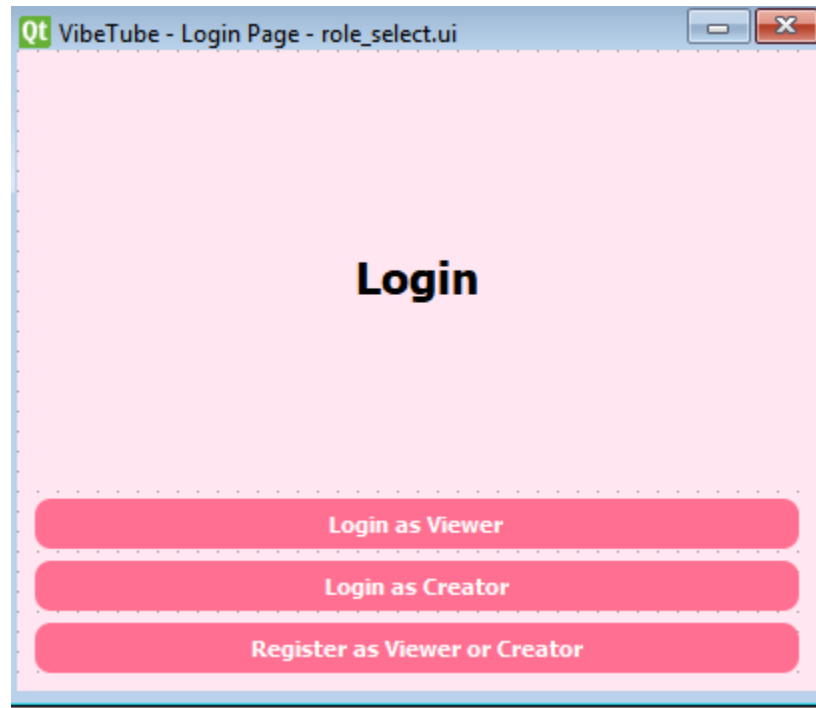 Qt VibeTube - Login Page - role_select.ui
Login
Login as Viewer
Login as Creator
Register as Viewer or Creator